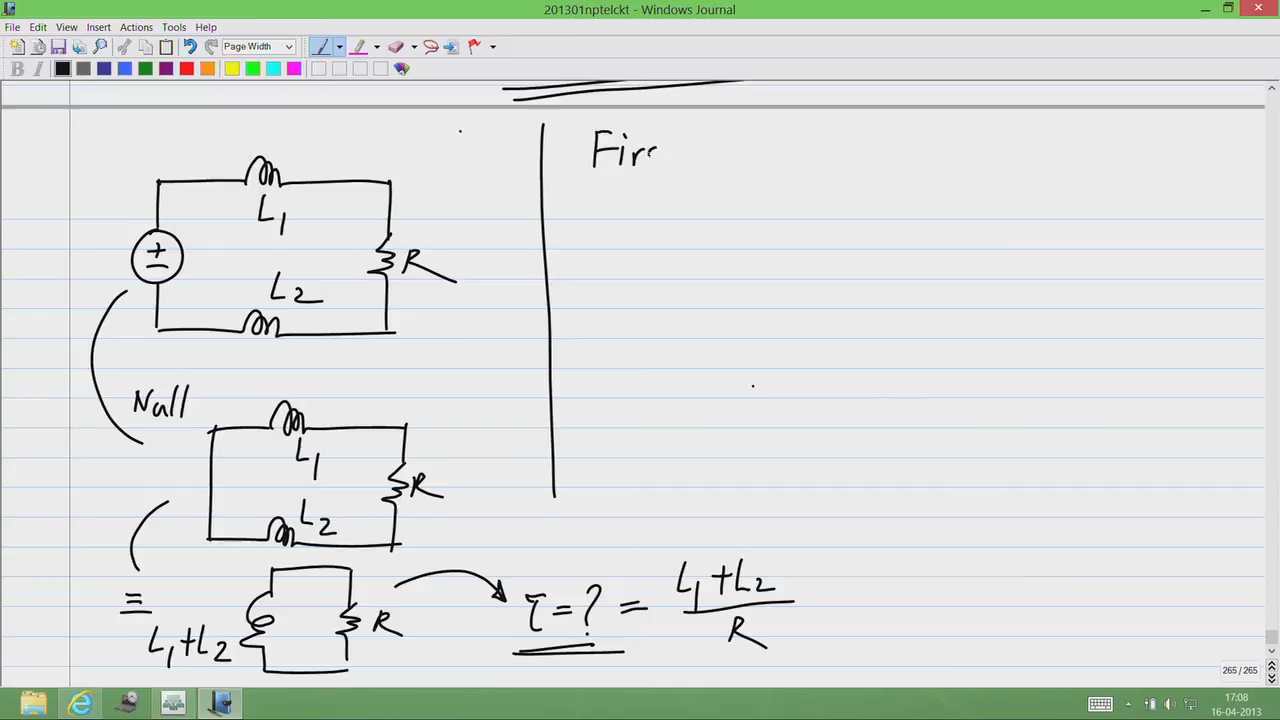 201301nptelckt - Windows Journal
File Edit View Insert Actions Tools Help
Page Width
B I
+
−
L1
R
L2
Null
L1
R
L2
=
L1+L2
R
τ = ? = L1+L2
R
Fir
265 / 265
17:08
16-04-2013